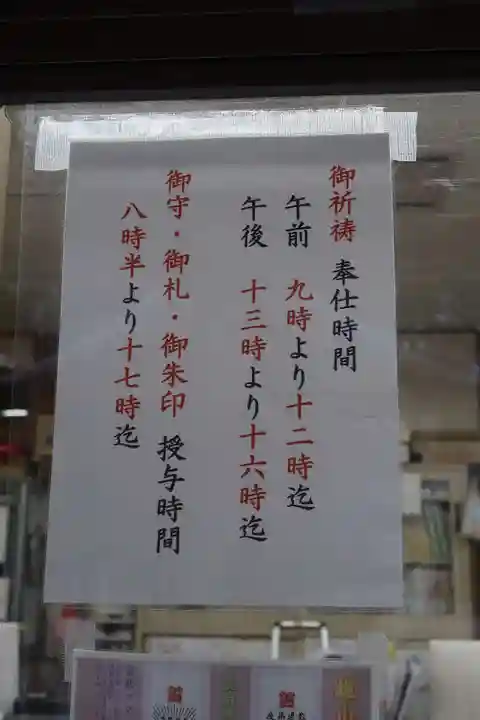 御祈祷 奉仕時間
午前 九時より十二時迄
午後 十三時より十六時迄
御守・御札・御朱印 授与時間
八時半より十七時迄